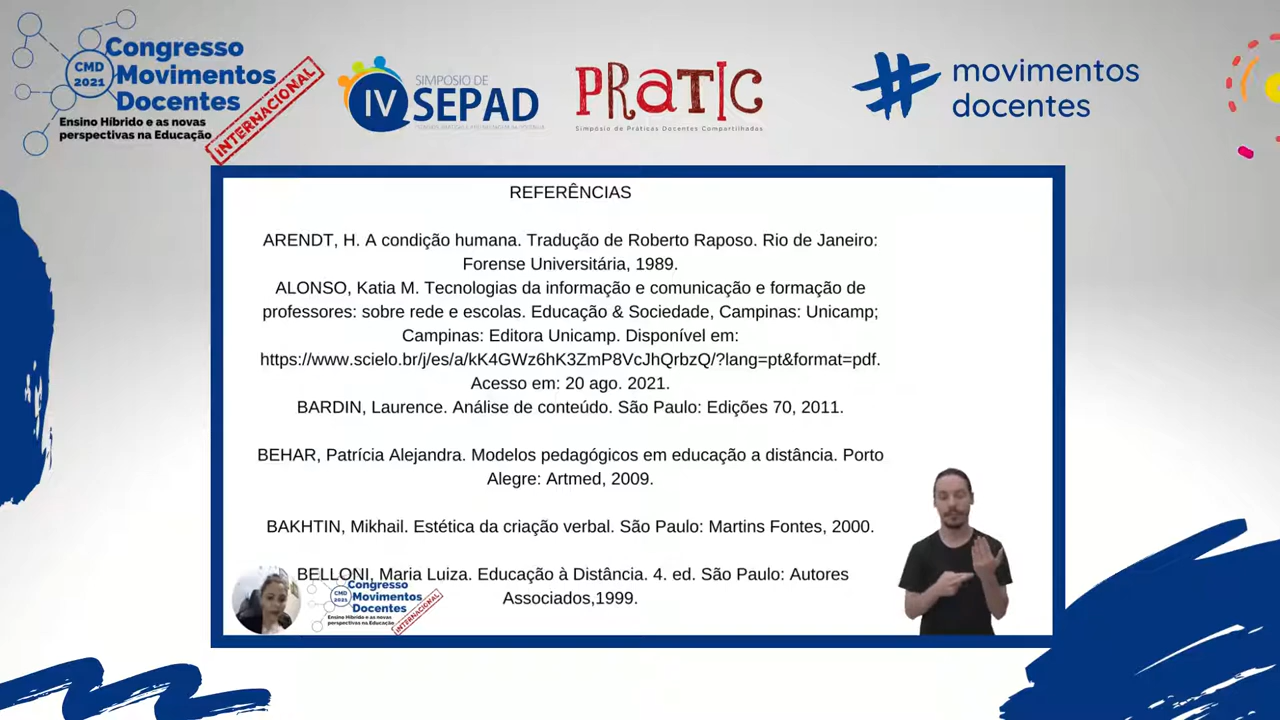 Congresso
CMD
2021
Movimentos
Docentes
Ensino Híbrido e as novas
perspectivas na Educação
INTERNACIONAL
SIMPÓSIO DE
IV SEPAD
PRATIC
Simpósio de Práticas Docentes Compartilhadas
# movimentos
docentes
REFERÊNCIAS
ARENDT, H. A condição humana. Tradução de Roberto Raposo. Rio de Janeiro:
Forense Universitária, 1989.
ALONSO, Katia M. Tecnologias da informação e comunicação e formação de
professores: sobre rede e escolas. Educação & Sociedade, Campinas: Unicamp;
Campinas: Editora Unicamp. Disponível em:
https://www.scielo.br/j/es/a/kK4GWz6hK3ZmP8VcJhQrbzQ/?lang=pt&format=pdf.
Acesso em: 20 ago. 2021.
BARDIN, Laurence. Análise de conteúdo. São Paulo: Edições 70, 2011.
BEHAR, Patrícia Alejandra. Modelos pedagógicos em educação a distância. Porto
Alegre: Artmed, 2009.
BAKHTIN, Mikhail. Estética da criação verbal. São Paulo: Martins Fontes, 2000.
BELLONI, Maria Luiza. Educação à Distância. 4. ed. São Paulo: Autores
Associados,1999.
Congresso
CMD
2021
Movimentos
Docentes
Ensino Híbrido e as novas
perspectivas na Educação
INTERNACIONAL